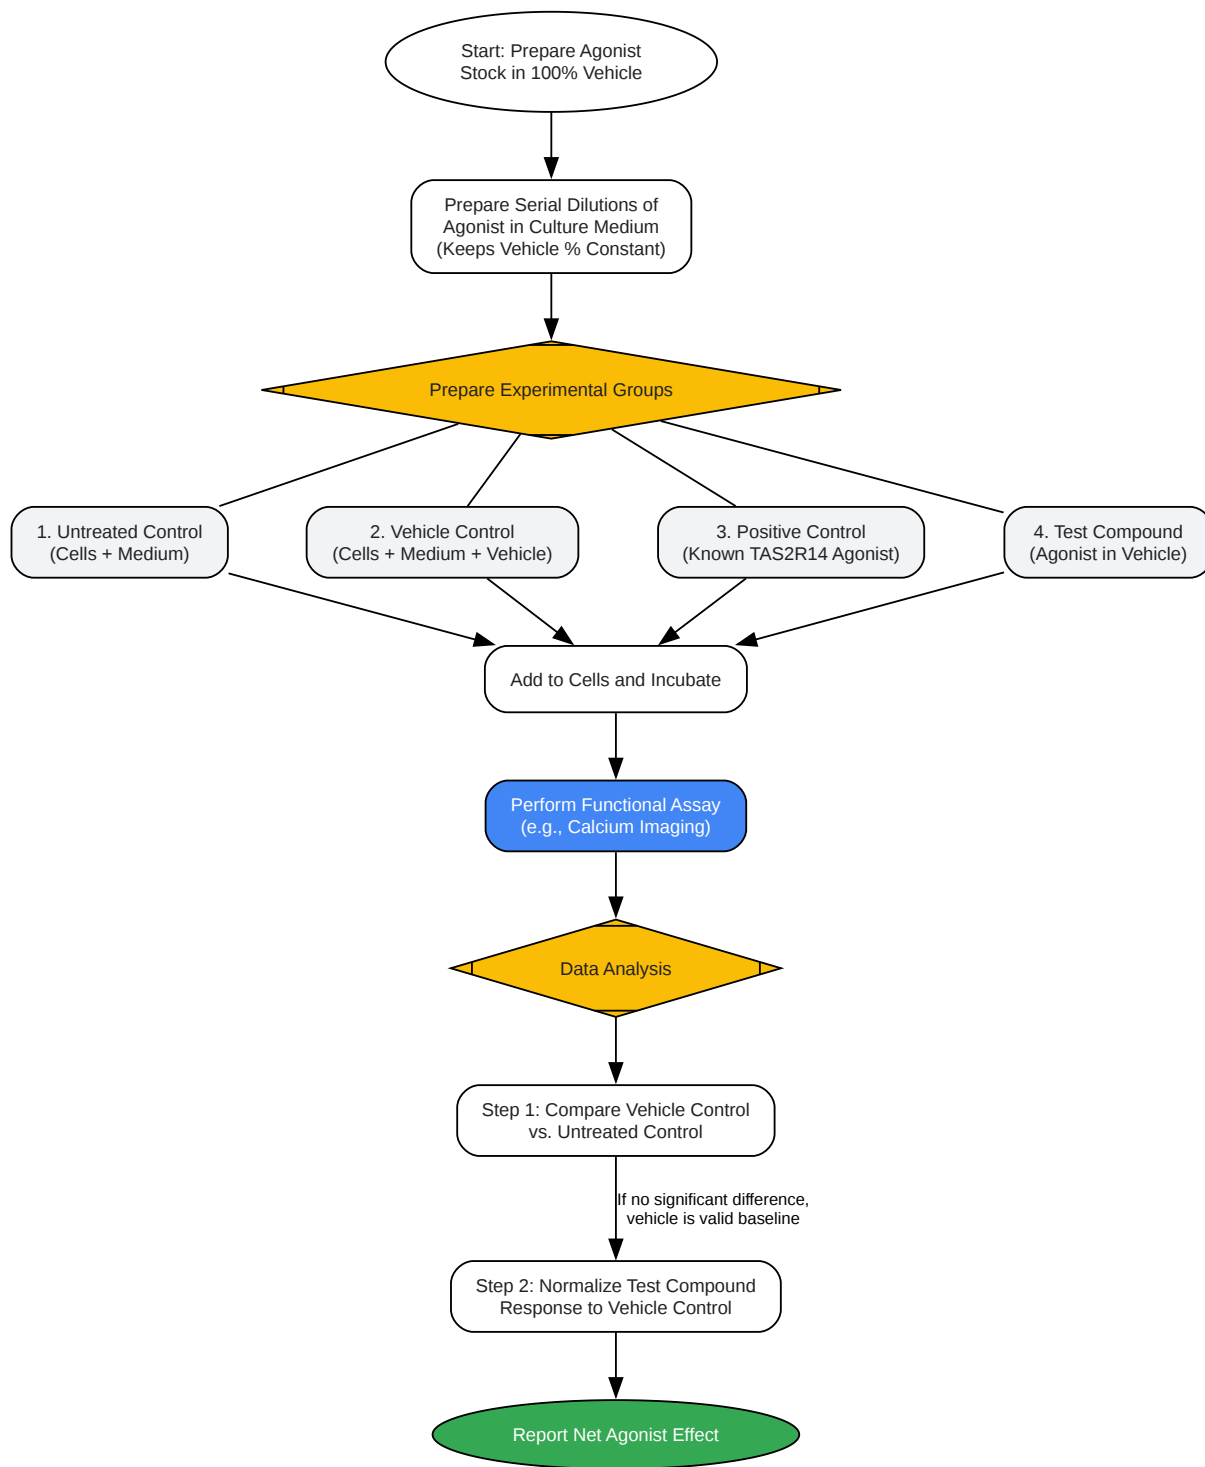 Start: Prepare Agonist
Stock in 100% Vehicle
Prepare Serial Dilutions of
Agonist in Culture Medium
(Keeps Vehicle % Constant)
Prepare Experimental Groups
1. Untreated Control
(Cells + Medium)
2. Vehicle Control
(Cells + Medium + Vehicle)
3. Positive Control
(Known TAS2R14 Agonist)
4. Test Compound
(Agonist in Vehicle)
Add to Cells and Incubate
Perform Functional Assay
(e.g., Calcium Imaging)
Data Analysis
Step 1: Compare Vehicle Control
vs. Untreated Control
If no significant difference,
vehicle is valid baseline
Step 2: Normalize Test Compound
Response to Vehicle Control
Report Net Agonist Effect